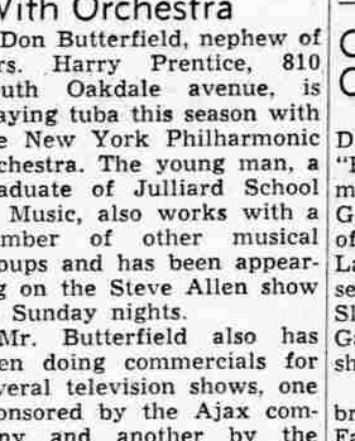 With Orchestra
Don Butterfield, nephew of
rs. Harry Prentice, 810
outh Oakdale avenue, is
aying tuba this season with
e New York Philharmonic
chestra. The young man, a
aduate of Julliard School
Music, also works with a
mber of other musical
oups and has been appear-
g on the Steve Allen show
Sunday nights.
Mr. Butterfield also has
en doing commercials for
veral television shows, one
onsored by the Ajax com-
ny and another by the